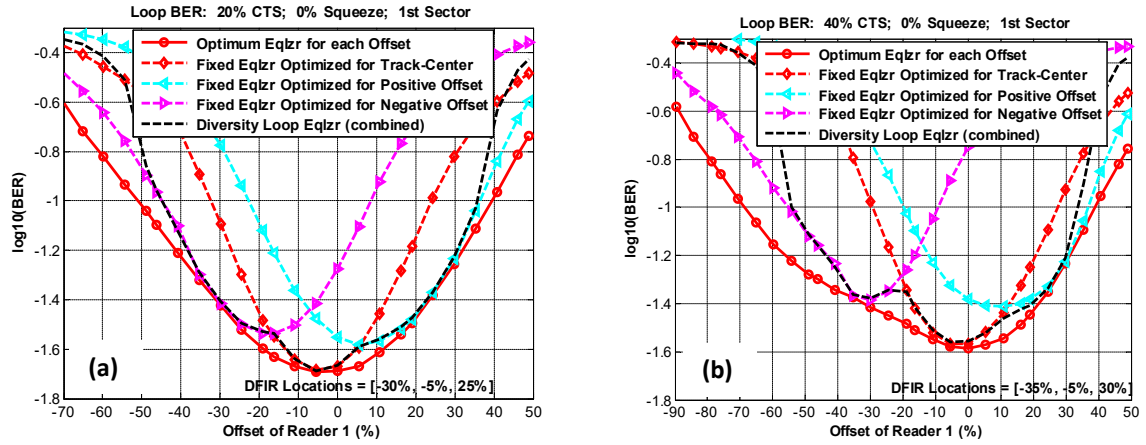 Loop BER: 20% CTS; 0% Squeeze; 1st Sector
Optimum Eqlzr for each Offset
Fixed Eqlzr Optimized for Track-Center
Fixed Eqlzr Optimized for Positive Offset
Fixed Eqlzr Optimized for Negative Offset
Diversity Loop Eqlzr (combined)
log10(BER)
-0.4
-0.6
-0.8
-1
-1.2
-1.4
-1.6
-1.8
(a)
DFIR Locations = [-30%, -5%, 25%]
-70 -60 -50 -40 -30 -20 -10 0 10 20 30 40 50
Offset of Reader 1 (%)
Loop BER: 40% CTS; 0% Squeeze; 1st Sector
Optimum Eqlzr for each Offset
Fixed Eqlzr Optimized for Track-Center
Fixed Eqlzr Optimized for Positive Offset
Fixed Eqlzr Optimized for Negative Offset
Diversity Loop Eqlzr (combined)
log10(BER)
-0.4
-0.6
-0.8
-1
-1.2
-1.4
-1.6
-1.8
(b)
DFIR Locations = [-35%, -5%, 30%]
-90 -80 -70 -60 -50 -40 -30 -20 -10 0 10 20 30 40 50
Offset of Reader 1 (%)